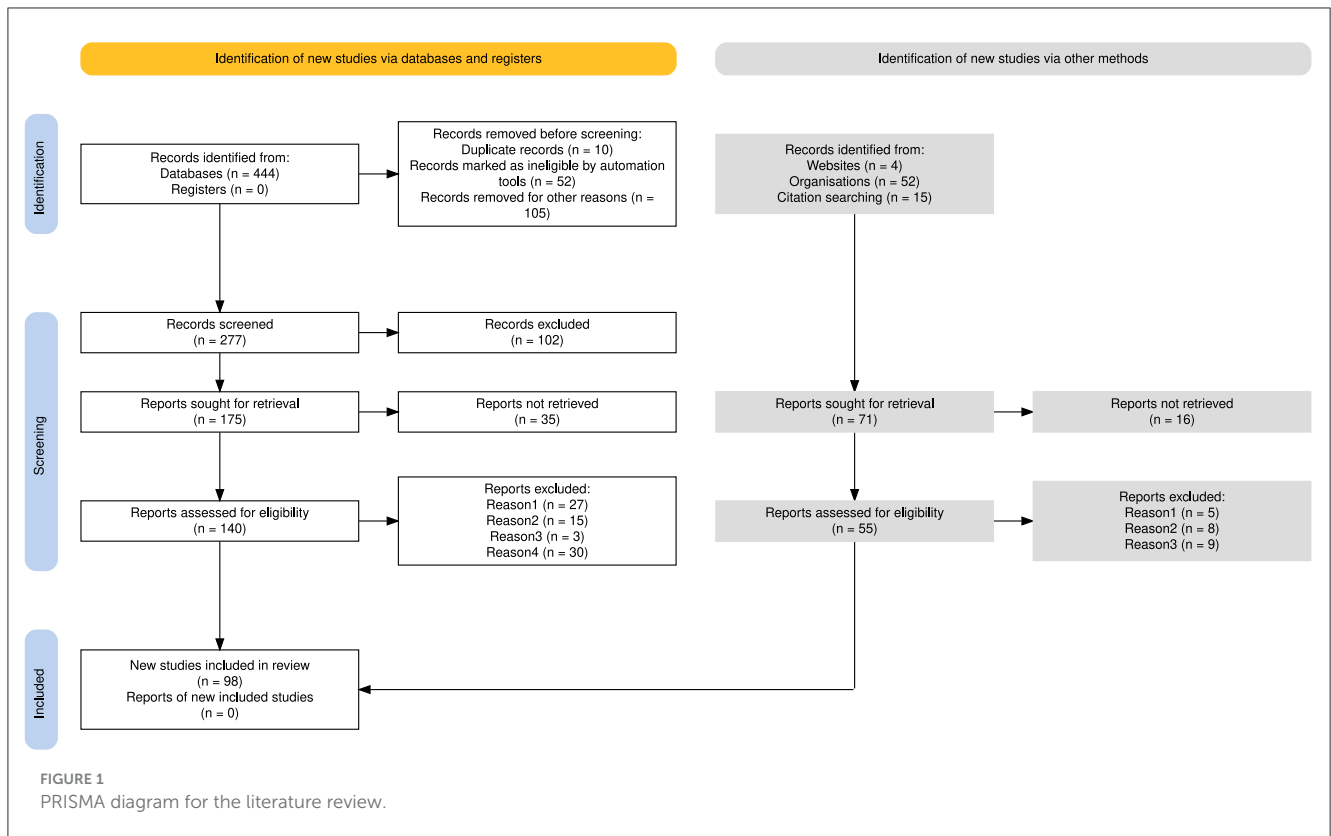 Identification of new studies via databases and registers
Identification of new studies via other methods
Identification
Records identified from:
Databases (n = 444)
Registers (n = 0)
Records removed before screening:
Duplicate records (n = 10)
Records marked as ineligible by automation
tools (n = 52)
Records removed for other reasons (n =
105)
Records identified from:
Websites (n = 4)
Organisations (n = 52)
Citation searching (n = 15)
Screening
Records screened
(n = 277)
Records excluded
(n = 102)
Reports sought for retrieval
(n = 175)
Reports not retrieved
(n = 35)
Reports sought for retrieval
(n = 71)
Reports not retrieved
(n = 16)
Reports assessed for eligibility
(n = 140)
Reports excluded:
Reason1 (n = 27)
Reason2 (n = 15)
Reason3 (n = 3)
Reason4 (n = 30)
Reports assessed for eligibility
(n = 55)
Reports excluded:
Reason1 (n = 5)
Reason2 (n = 8)
Reason3 (n = 9)
Included
New studies included in review
(n = 98)
Reports of new included studies
(n = 0)
FIGURE 1
PRISMA diagram for the literature review.